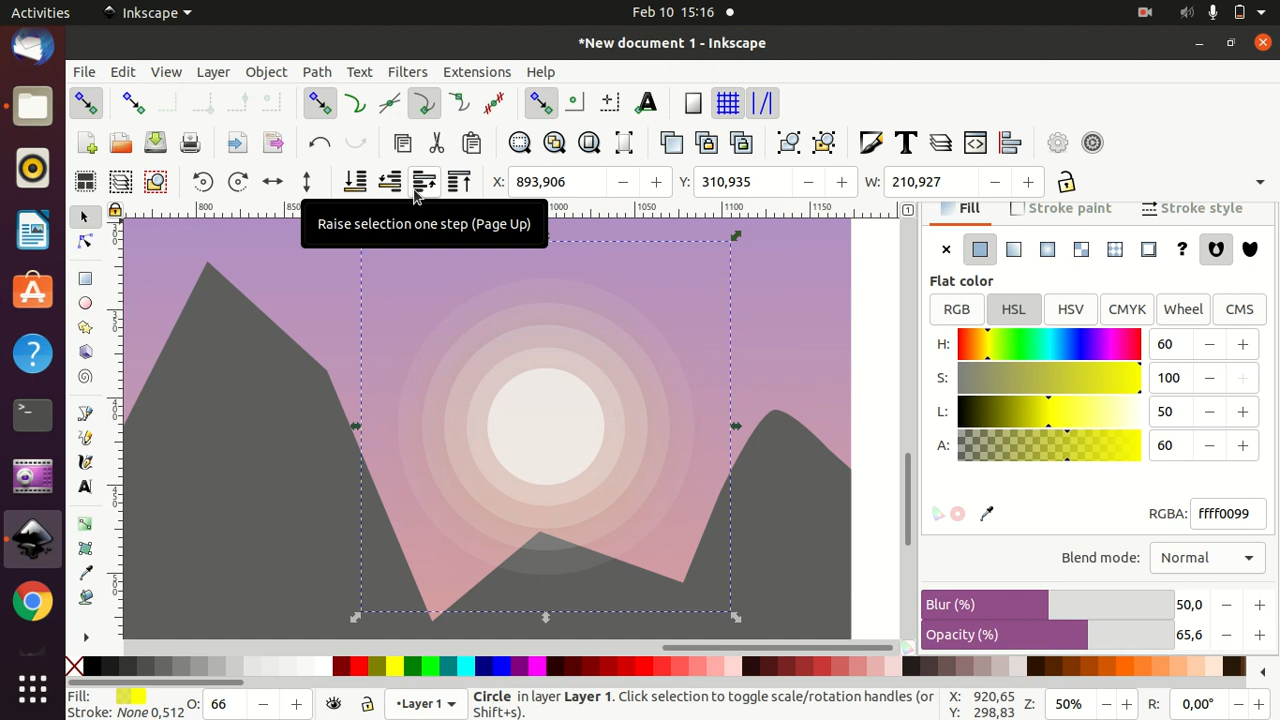 Activities Inkscape Feb 10 15:16
*New document 1 - Inkscape
File Edit View Layer Object Path Text Filters Extensions Help
X: 893,906 Y: 310,935 W: 210,927
Raise selection one step (Page Up)
800 850 1000 1050 1100 1150
Fill Stroke paint Stroke style
Flat color
RGB HSL HSV CMYK Wheel CMS
H: 60
S: 100
L: 50
A: 60
RGBA: ffff0099
Blend mode: Normal
Blur (%) 50,0
Opacity (%) 65,6
Fill: O: 66 •Layer 1 Circle in layer Layer 1. Click selection to toggle scale/rotation handles (or Shift+s). X: 920,65 Z: 50% R: 0,00°
Stroke: None 0,512 Y: 298,83